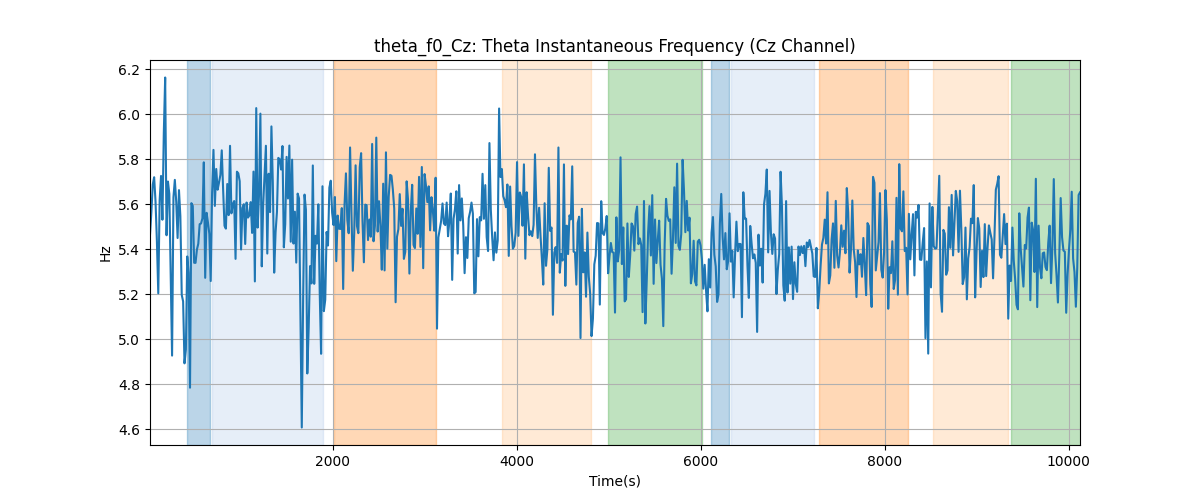 theta_f0_Cz: Theta Instantaneous Frequency (Cz Channel)
6.2
6.0
5.8
5.6
5.4
5.2
5.0
4.8
4.6
Hz
2000 4000 6000 8000 10000
Time(s)